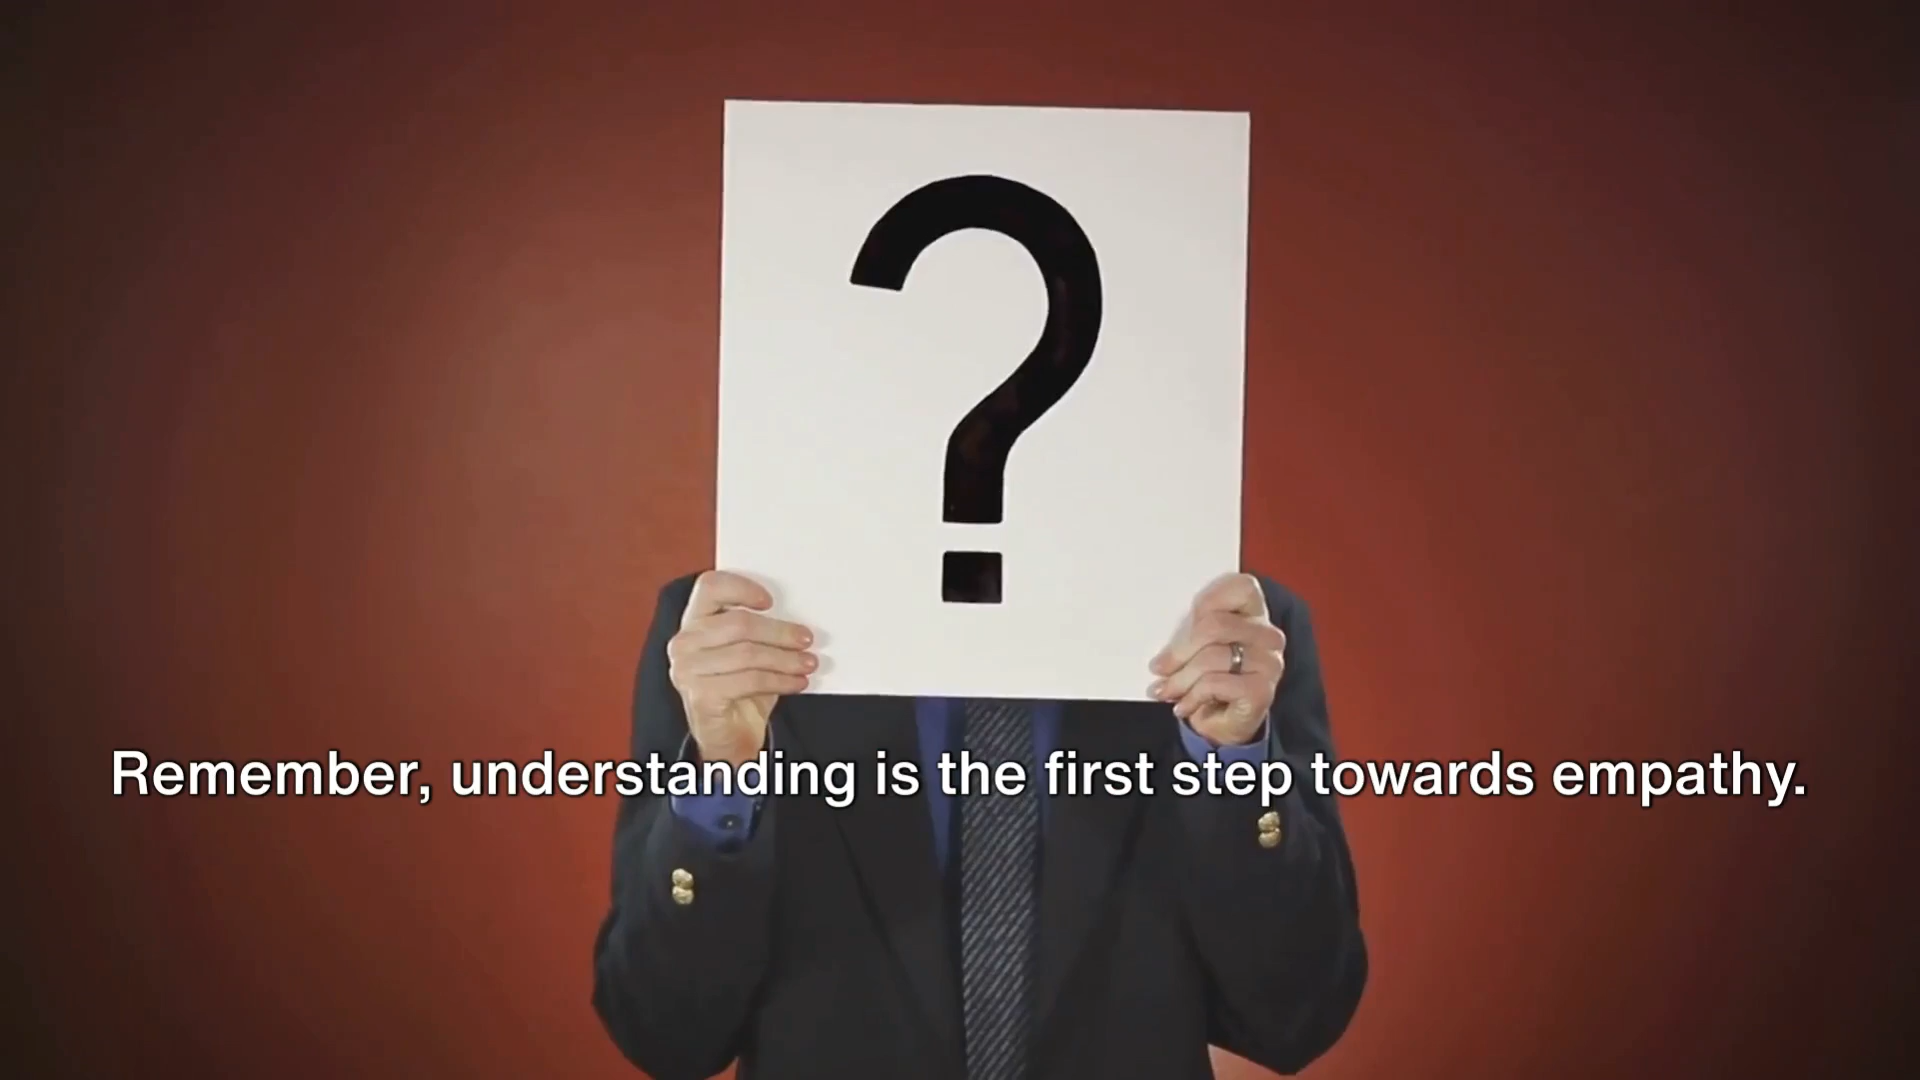 ?
Remember, understanding is the first step towards empathy.